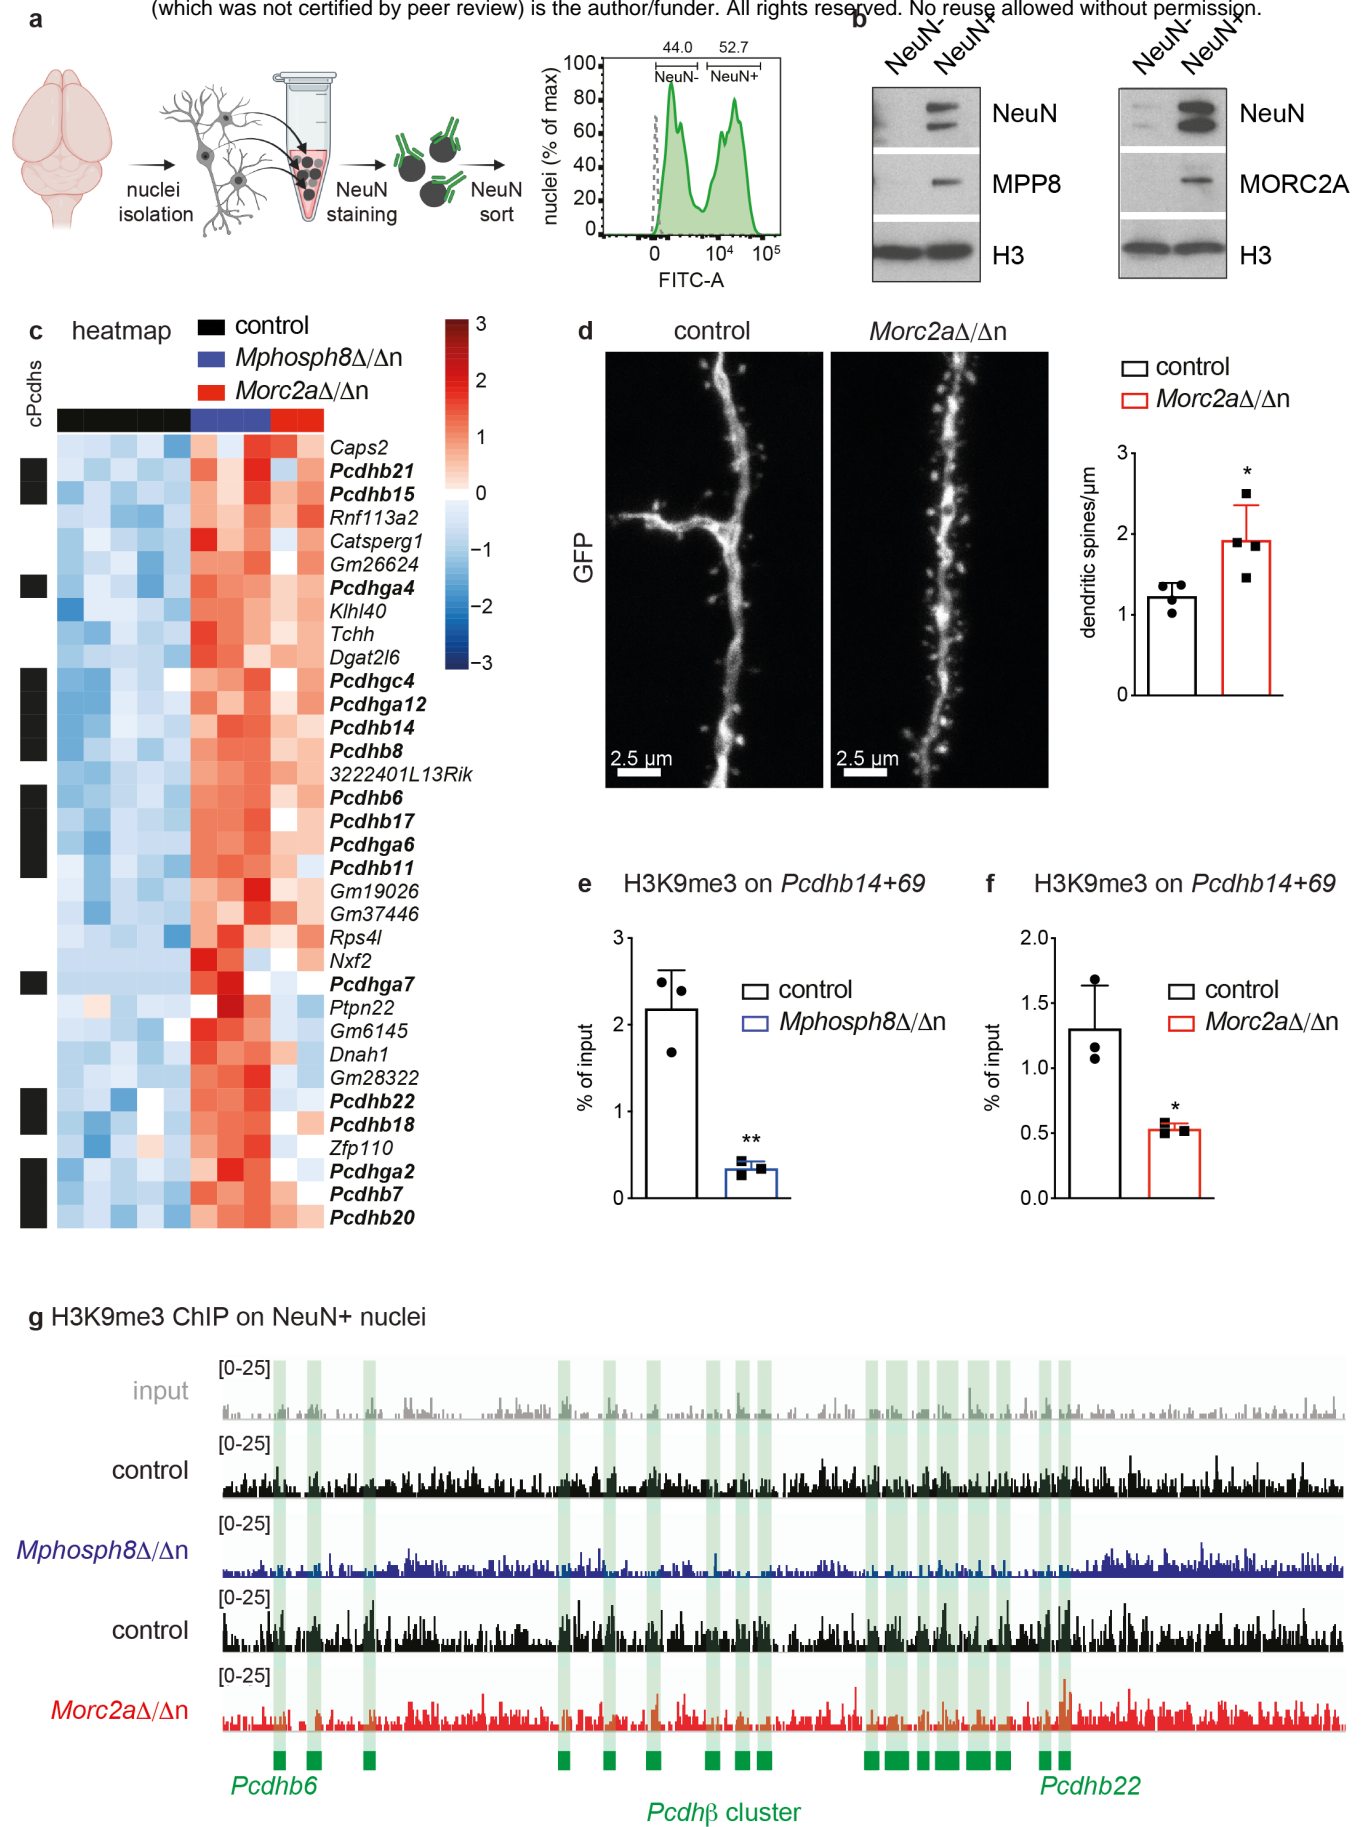 (which was not certified by peer review) is the author/funder. All rights reserved. No reuse allowed without permission.
a
nuclei
isolation
NeuN
staining
NeuN
sort
44.0 52.7
NeuN- NeuN+
nuclei (% of max)
100
80
60
40
20
0
0 10⁴ 10⁵
FITC-A
b
NeuN- NeuN+
NeuN
MPP8
H3
NeuN- NeuN+
NeuN
MORC2A
H3
c heatmap
control
Mphosph8Δ/Δn
Morc2aΔ/Δn
cPcdhs
3
2
1
0
−1
−2
−3
Caps2
Pcdhb21
Pcdhb15
Rnf113a2
Catsperg1
Gm26624
Pcdhga4
Klhl40
Tchh
Dgat2l6
Pcdhgc4
Pcdhga12
Pcdhb14
Pcdhb8
3222401L13Rik
Pcdhb6
Pcdhb17
Pcdhga6
Pcdhb11
Gm19026
Gm37446
Rps4l
Nxf2
Pcdhga7
Ptpn22
Gm6145
Dnah1
Gm28322
Pcdhb22
Pcdhb18
Zfp110
Pcdhga2
Pcdhb7
Pcdhb20
d control Morc2aΔ/Δn
GFP
2.5 µm
2.5 µm
control
Morc2aΔ/Δn
dendritic spines/µm
3
2
1
0
*
e H3K9me3 on Pcdhb14+69
% of input
3
2
1
0
control
Mphosph8Δ/Δn
**
f H3K9me3 on Pcdhb14+69
% of input
2.0
1.5
1.0
0.5
0.0
control
Morc2aΔ/Δn
*
g H3K9me3 ChIP on NeuN+ nuclei
input [0-25]
control [0-25]
Mphosph8Δ/Δn [0-25]
control [0-25]
Morc2aΔ/Δn [0-25]
Pcdhb6 Pcdhb22
Pcdhβ cluster